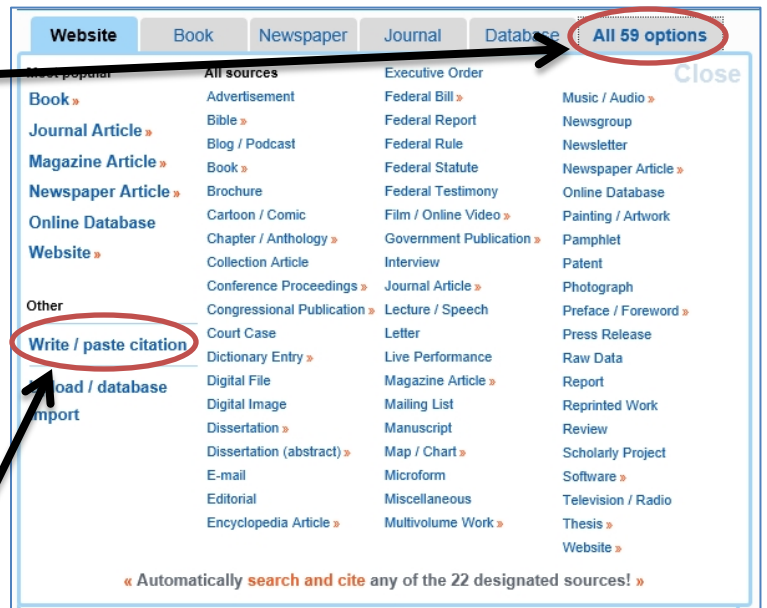 Website Book Newspaper Journal Database All 59 options
Close
Most popular
Book »
Journal Article »
Magazine Article »
Newspaper Article »
Online Database
Website »
Other
Write / paste citation
Upload / database
import
All sources
Advertisement
Bible »
Blog / Podcast
Book »
Brochure
Cartoon / Comic
Chapter / Anthology »
Collection Article
Conference Proceedings »
Congressional Publication »
Court Case
Dictionary Entry »
Digital File
Digital Image
Dissertation »
Dissertation (abstract) »
E-mail
Editorial
Encyclopedia Article »
Executive Order
Federal Bill »
Federal Report
Federal Rule
Federal Statute
Federal Testimony
Film / Online Video »
Government Publication »
Interview
Journal Article »
Lecture / Speech
Letter
Live Performance
Magazine Article »
Mailing List
Manuscript
Map / Chart »
Microform
Miscellaneous
Multivolume Work »
Music / Audio »
Newsgroup
Newsletter
Newspaper Article »
Online Database
Painting / Artwork
Pamphlet
Patent
Photograph
Preface / Foreword »
Press Release
Raw Data
Report
Reprinted Work
Review
Scholarly Project
Software »
Television / Radio
Thesis »
Website »
« Automatically search and cite any of the 22 designated sources! »